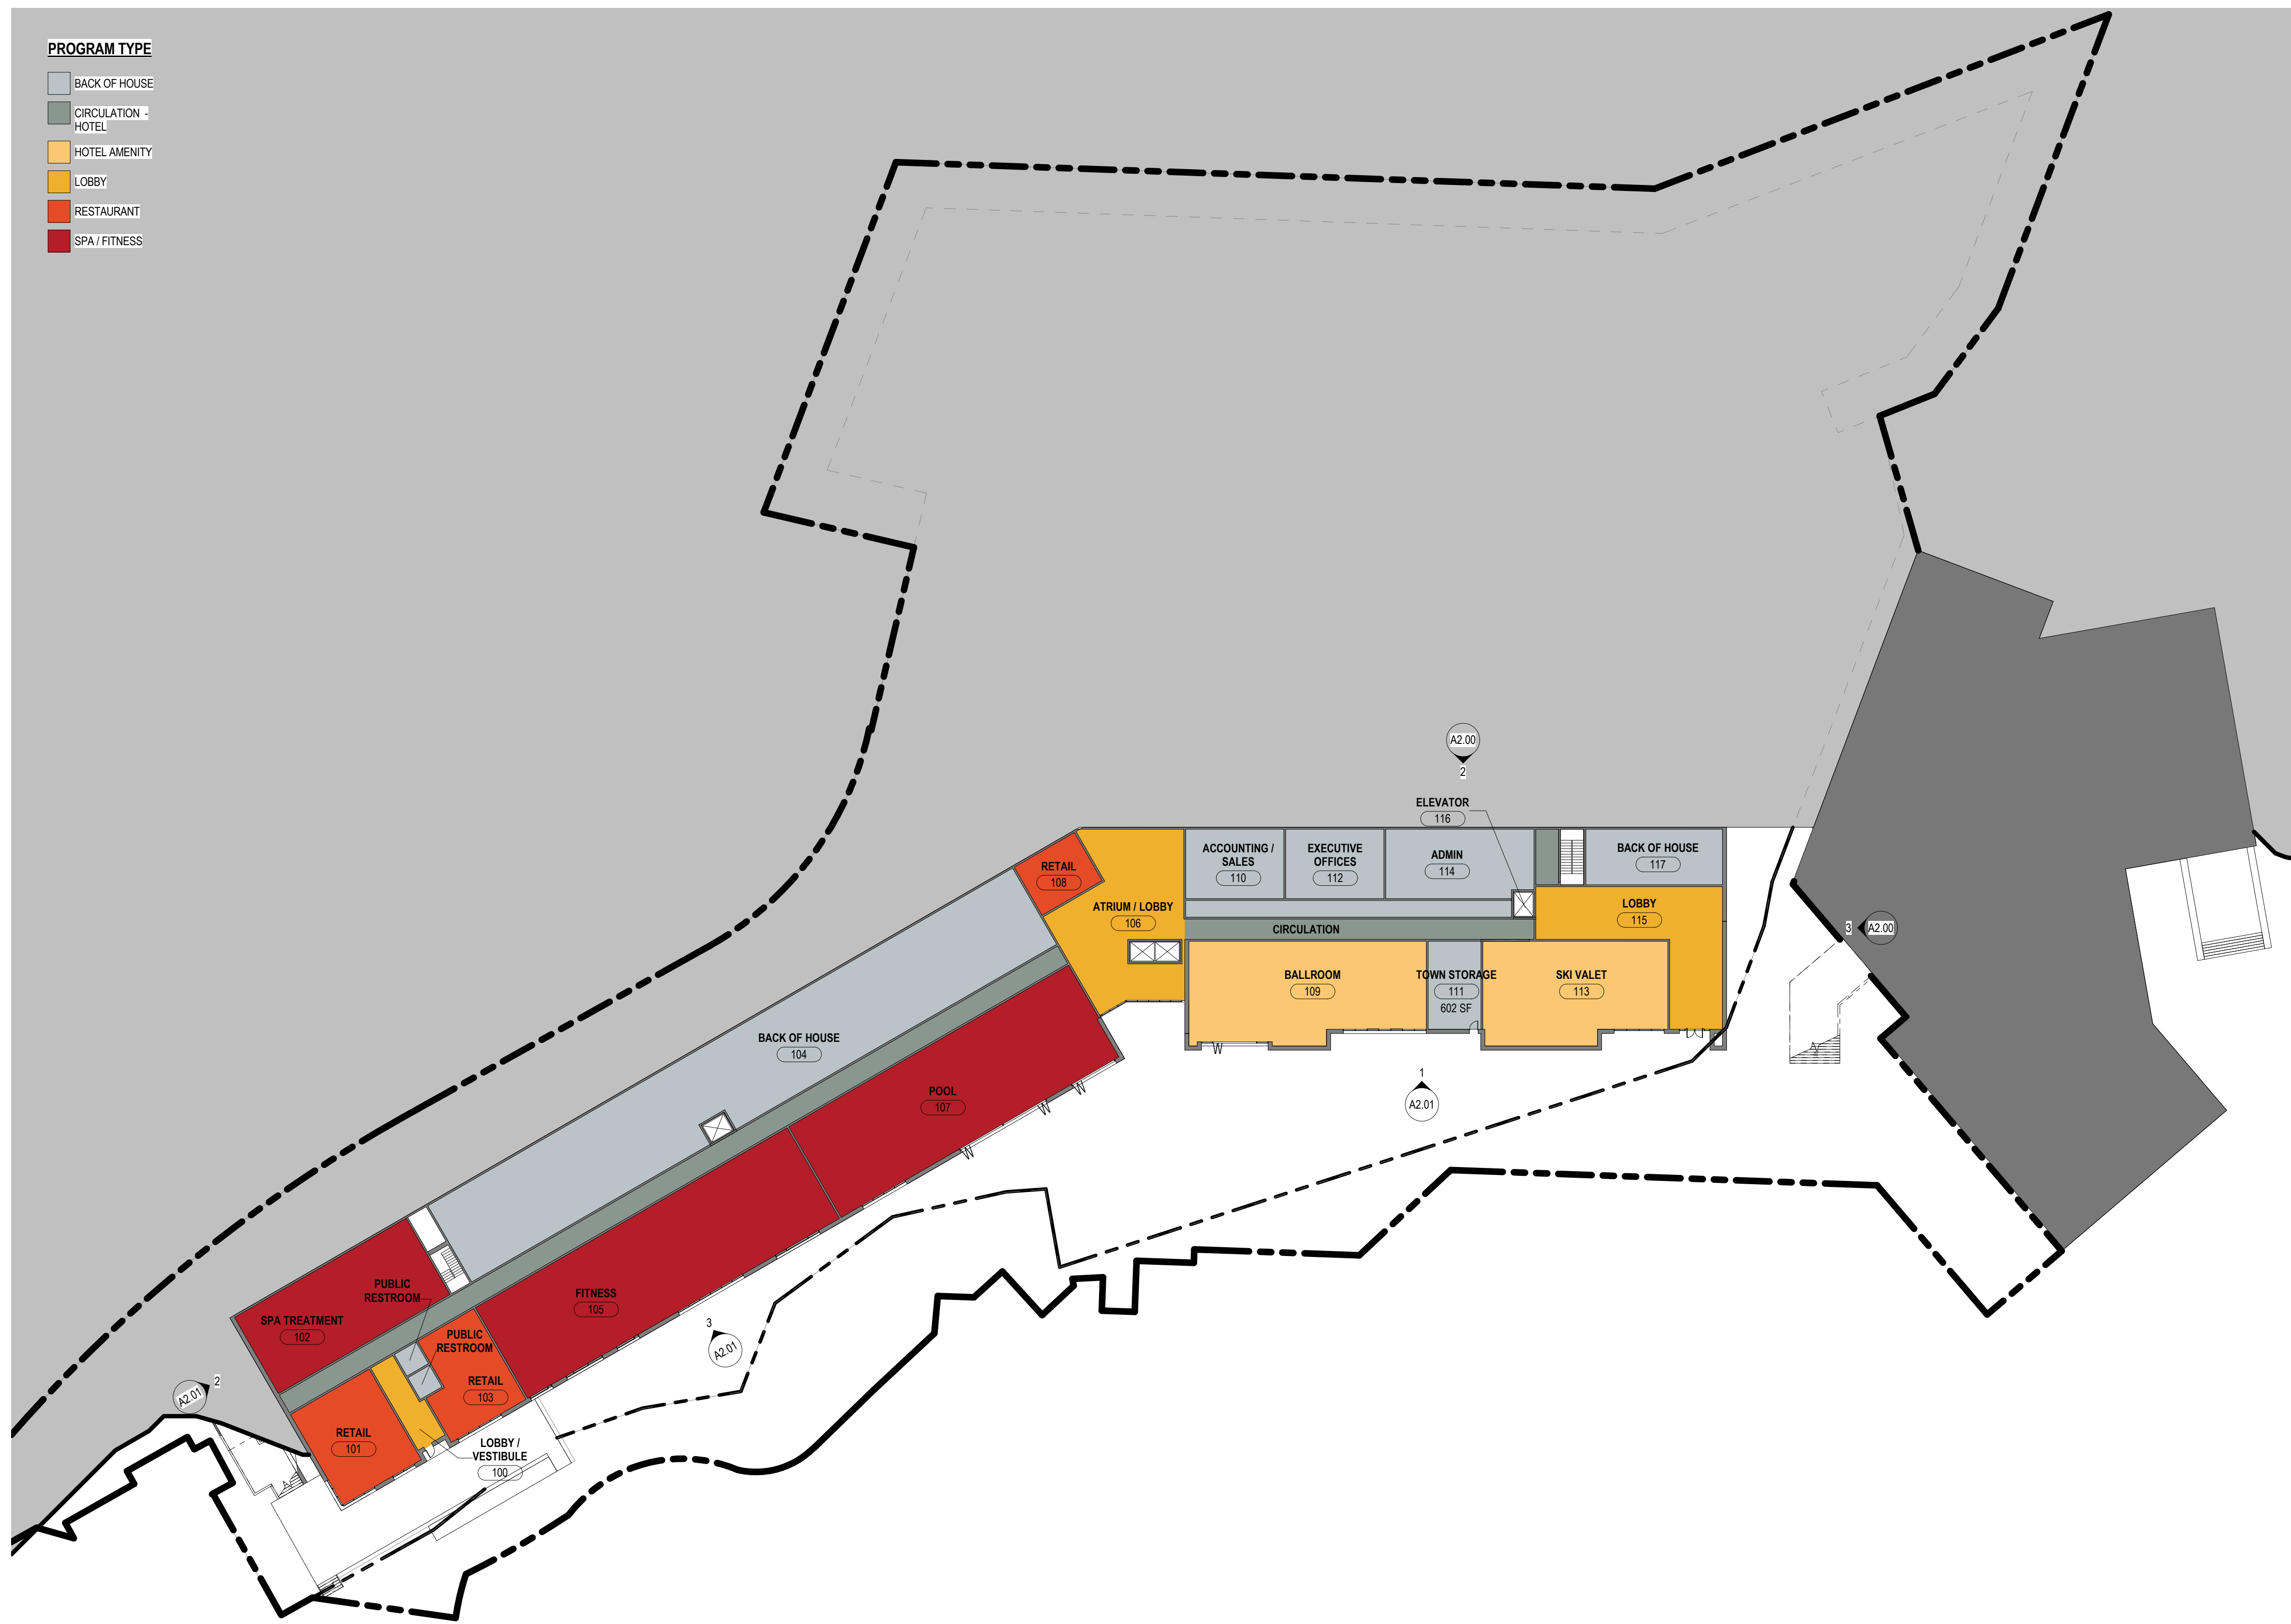 PROGRAM TYPE
BACK OF HOUSE
CIRCULATION -
HOTEL
HOTEL AMENITY
LOBBY
RESTAURANT
SPA / FITNESS
A2.00
2
ELEVATOR
116
RETAIL
108
ACCOUNTING /
SALES
110
EXECUTIVE
OFFICES
112
ADMIN
114
BACK OF HOUSE
117
ATRIUM / LOBBY
106
LOBBY
115
CIRCULATION
3
A2.00
BALLROOM
109
TOWN STORAGE
111
602 SF
SKI VALET
113
BACK OF HOUSE
104
POOL
107
1
A2.01
PUBLIC
RESTROOM
FITNESS
105
SPA TREATMENT
102
PUBLIC
RESTROOM
3
A2.01
RETAIL
103
2
A2.01
RETAIL
101
LOBBY /
VESTIBULE
100